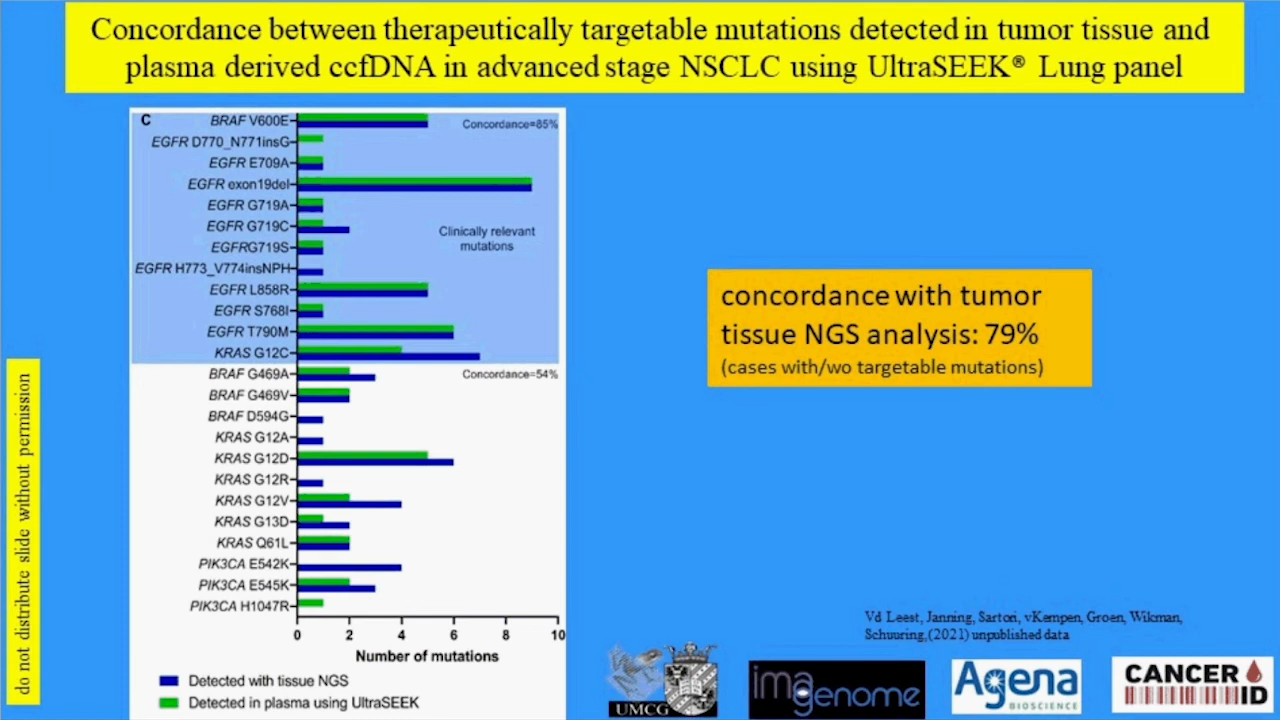 Concordance between therapeutically targetable mutations detected in tumor tissue and
plasma derived ccfDNA in advanced stage NSCLC using UltraSEEK® Lung panel
C
BRAF V600E
Concordance=85%
EGFR D770_N771insG
EGFR E709A
EGFR exon19del
EGFR G719A
EGFR G719C
Clinically relevant
mutations
EGFRG719S
EGFR H773_V774insNPH
EGFR L858R
EGFR S768I
EGFR T790M
KRAS G12C
BRAF G469A
Concordance=54%
BRAF G469V
BRAF D594G
KRAS G12A
KRAS G12D
KRAS G12R
KRAS G12V
KRAS G13D
KRAS Q61L
PIK3CA E542K
PIK3CA E545K
PIK3CA H1047R
0 2 4 6 8 10
Number of mutations
Detected with tissue NGS
Detected in plasma using UltraSEEK
concordance with tumor
tissue NGS analysis: 79%
(cases with/wo targetable mutations)
do not distribute slide without permission
Vd Leest, Janning, Sartori, vKempen, Groen, Wikman,
Schuuring,(2021) unpublished data
UMCG
imagenome
Agena
BIOSCIENCE
CANCER
ID